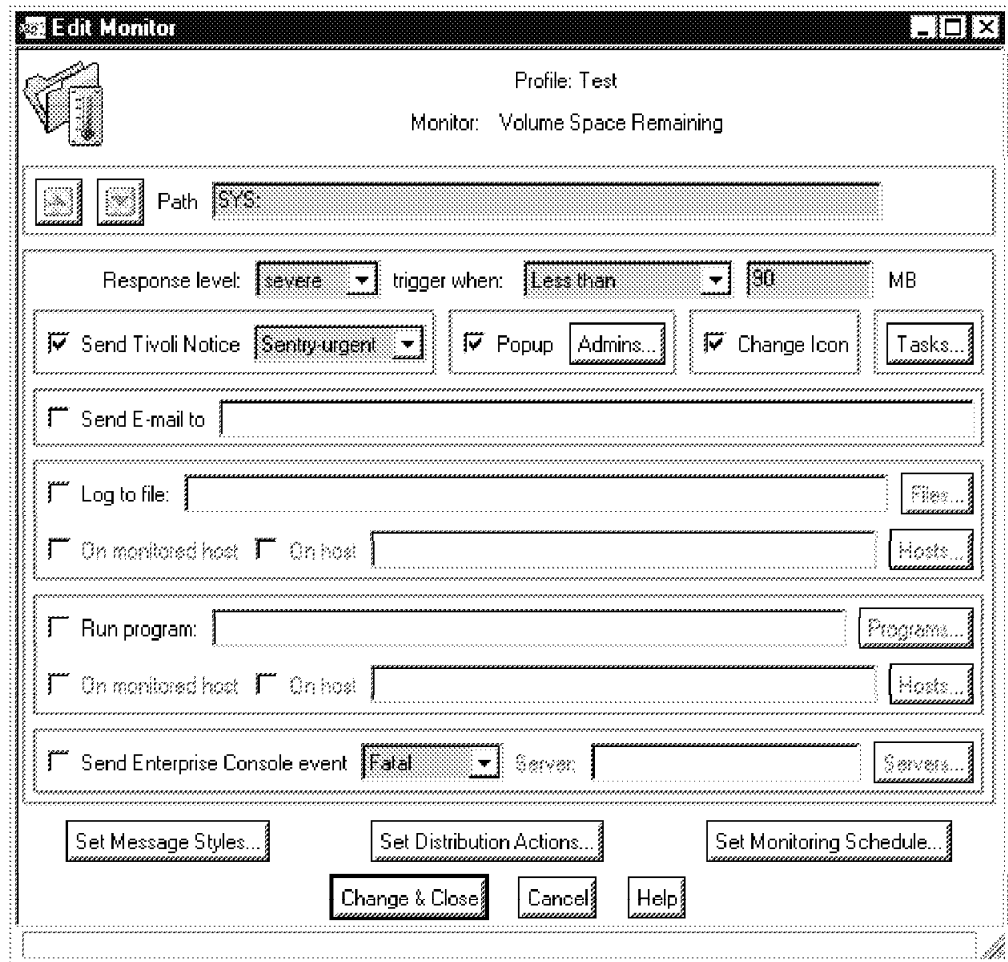 Edit Monitor
Profile: Test
Monitor: Volume Space Remaining
Path SYS:
Response level: severe trigger when: Less than 90 MB
Send Tivoli Notice Sentry-urgent Popup Admins... Change Icon Tasks...
Send E-mail to
Log to file: Files...
On monitored host On host Hosts...
Run program: Programs...
On monitored host On host Hosts...
Send Enterprise Console event Fatal Server: Servers...
Set Message Styles... Set Distribution Actions... Set Monitoring Schedule...
Change & Close Cancel Help